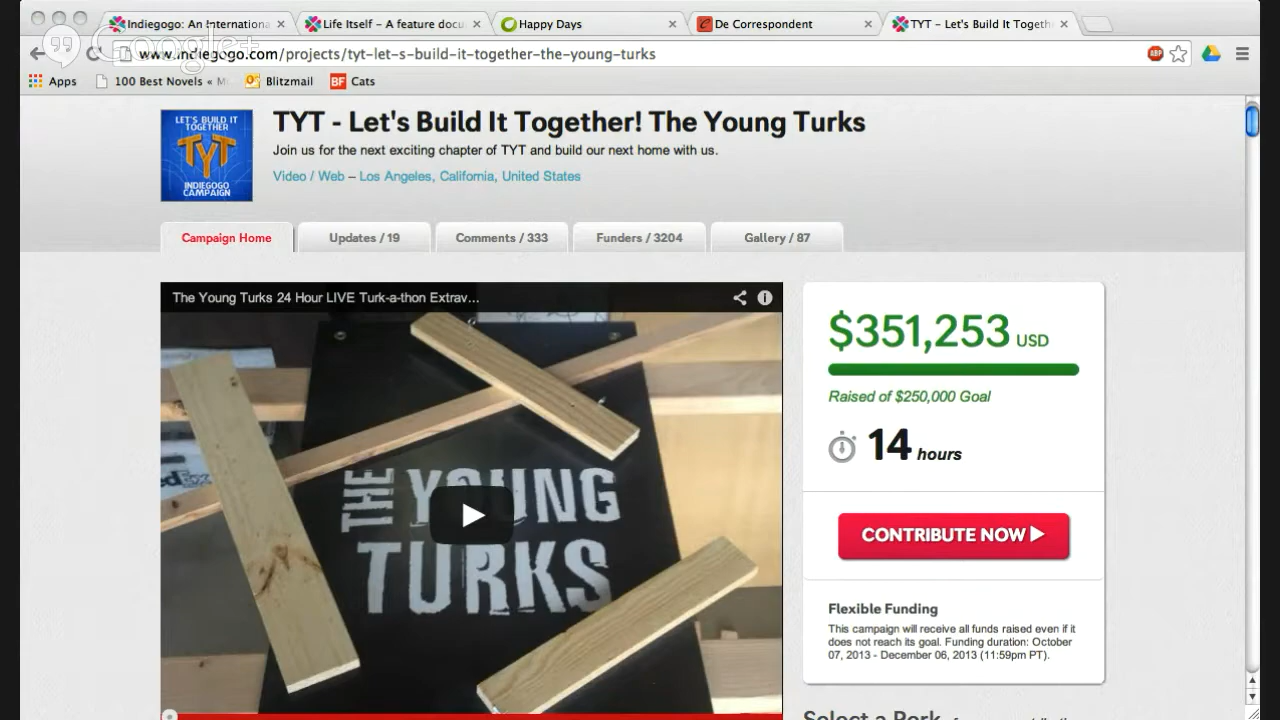 Indiegogo: An Internationa
Life Itself – A feature docu
Happy Days
De Correspondent
TYT – Let's Build It Togeth
Google+
www.indiegogo.com/projects/tyt-let-s-build-it-together-the-young-turks
ABP
Apps
100 Best Novels « M
Blitzmail
BF Cats
LET'S BUILD IT
TOGETHER
TYT
INDIEGOGO
CAMPAIGN
TYT - Let's Build It Together! The Young Turks
Join us for the next exciting chapter of TYT and build our next home with us.
Video / Web – Los Angeles, California, United States
Campaign Home
Updates / 19
Comments / 333
Funders / 3204
Gallery / 87
The Young Turks 24 Hour LIVE Turk-a-thon Extrav...
THE YOUNG
TURKS
$351,253 USD
Raised of $250,000 Goal
14 hours
CONTRIBUTE NOW
Flexible Funding
This campaign will receive all funds raised even if it
does not reach its goal. Funding duration: October
07, 2013 - December 06, 2013 (11:59pm PT).
Select a Perk